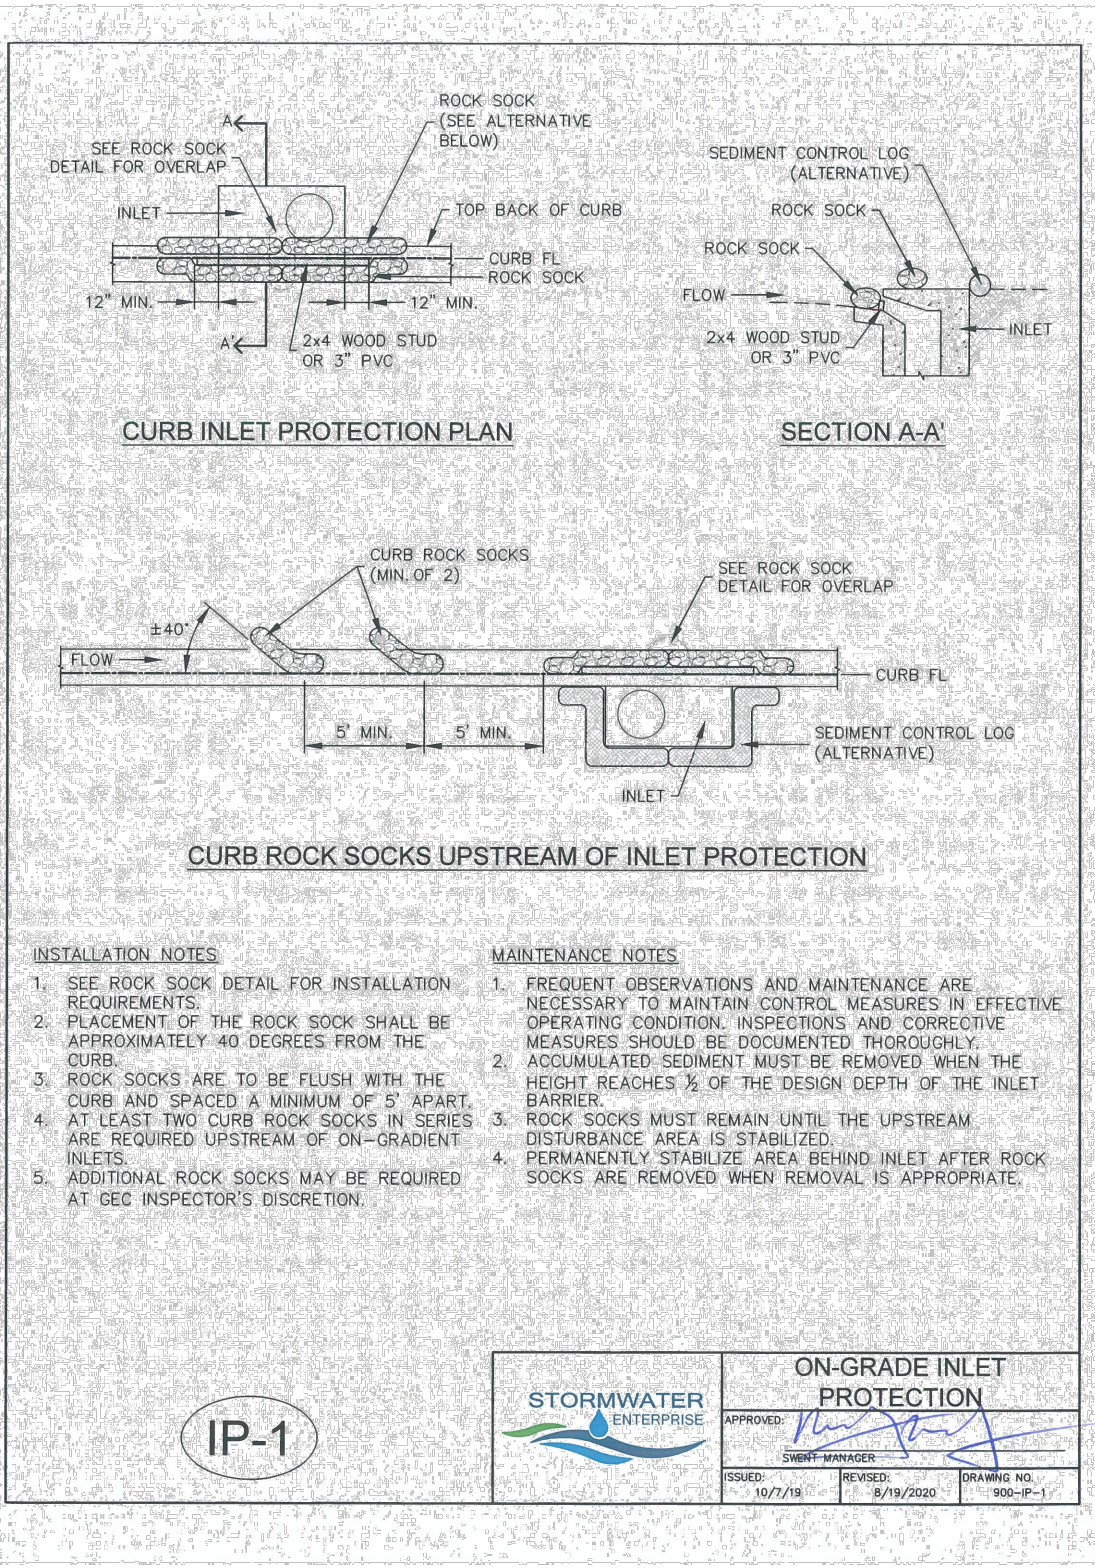 A
ROCK SOCK
(SEE ALTERNATIVE
BELOW)
SEE ROCK SOCK
DETAIL FOR OVERLAP
INLET
TOP BACK OF CURB
CURB FL
ROCK SOCK
12" MIN.
12" MIN.
A'
2x4 WOOD STUD
OR 3" PVC
CURB INLET PROTECTION PLAN
SEDIMENT CONTROL LOG
(ALTERNATIVE)
ROCK SOCK
ROCK SOCK
FLOW
INLET
2x4 WOOD STUD
OR 3" PVC
SECTION A-A'
CURB ROCK SOCKS
(MIN. OF 2)
SEE ROCK SOCK
DETAIL FOR OVERLAP
±40°
FLOW
CURB FL
5' MIN.
5' MIN.
SEDIMENT CONTROL LOG
(ALTERNATIVE)
INLET
CURB ROCK SOCKS UPSTREAM OF INLET PROTECTION
INSTALLATION NOTES
1. SEE ROCK SOCK DETAIL FOR INSTALLATION
REQUIREMENTS.
2. PLACEMENT OF THE ROCK SOCK SHALL BE
APPROXIMATELY 40 DEGREES FROM THE
CURB.
3. ROCK SOCKS ARE TO BE FLUSH WITH THE
CURB AND SPACED A MINIMUM OF 5' APART.
4. AT LEAST TWO CURB ROCK SOCKS IN SERIES
ARE REQUIRED UPSTREAM OF ON-GRADIENT
INLETS.
5. ADDITIONAL ROCK SOCKS MAY BE REQUIRED
AT GEC INSPECTOR'S DISCRETION.
MAINTENANCE NOTES
1. FREQUENT OBSERVATIONS AND MAINTENANCE ARE
NECESSARY TO MAINTAIN CONTROL MEASURES IN EFFECTIVE
OPERATING CONDITION. INSPECTIONS AND CORRECTIVE
MEASURES SHOULD BE DOCUMENTED THOROUGHLY.
2. ACCUMULATED SEDIMENT MUST BE REMOVED WHEN THE
HEIGHT REACHES ½ OF THE DESIGN DEPTH OF THE INLET
BARRIER.
3. ROCK SOCKS MUST REMAIN UNTIL THE UPSTREAM
DISTURBANCE AREA IS STABILIZED.
4. PERMANENTLY STABILIZE AREA BEHIND INLET AFTER ROCK
SOCKS ARE REMOVED WHEN REMOVAL IS APPROPRIATE.
IP-1
STORMWATER
ENTERPRISE
ON-GRADE INLET
PROTECTION
APPROVED:
SWENT MANAGER
ISSUED:
10/7/19
REVISED:
8/19/2020
DRAWING NO.
900-IP-1